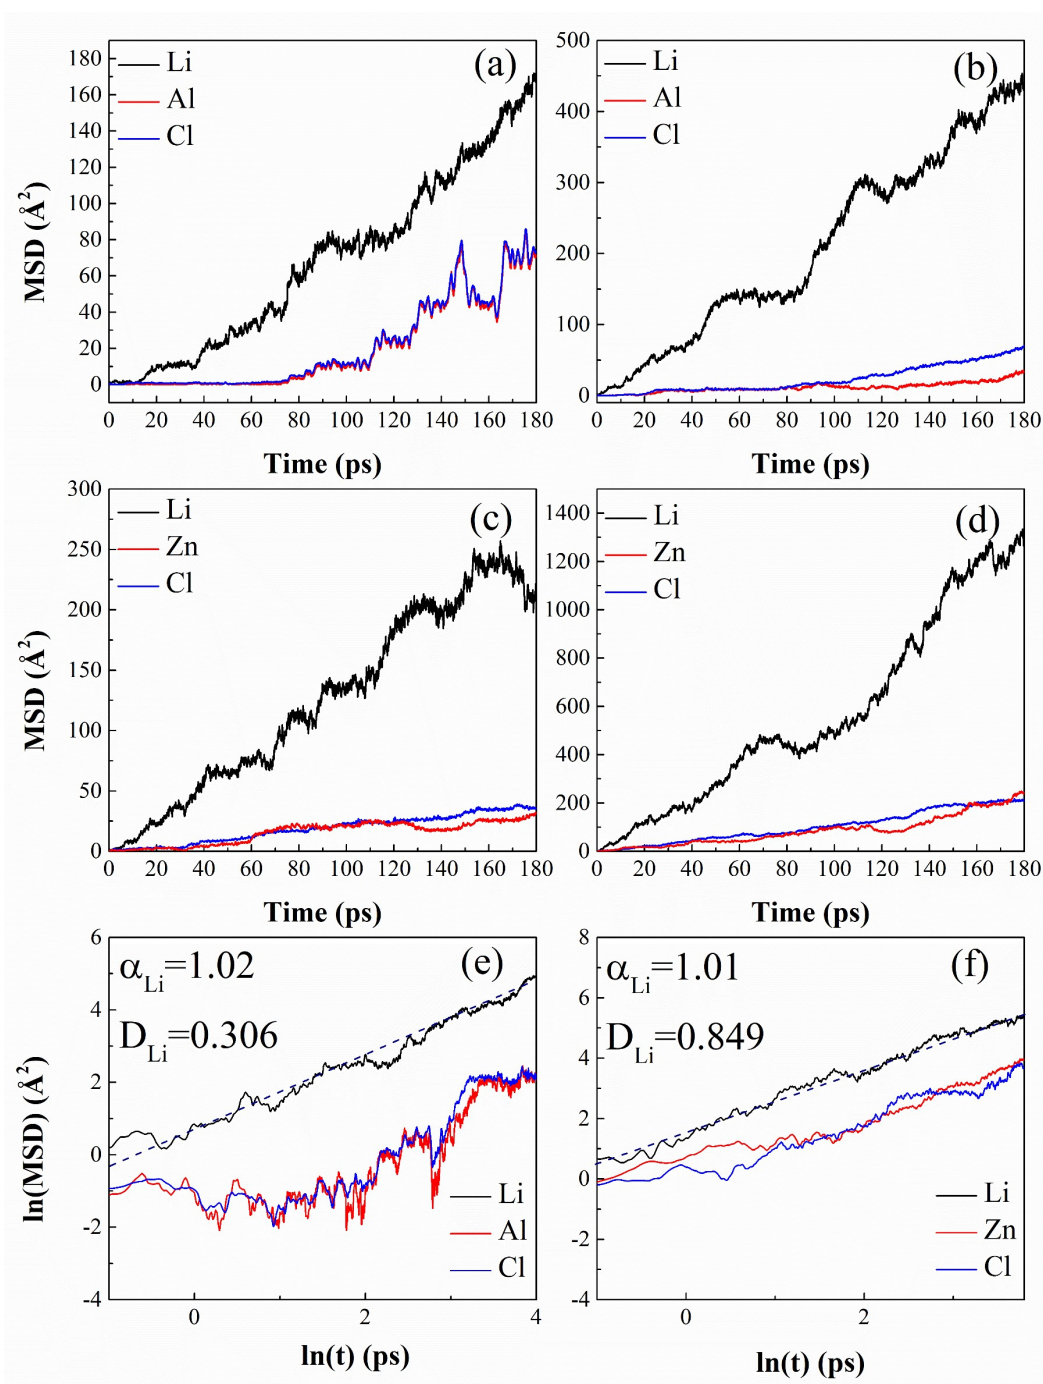 (a)
Li
Al
Cl
180
160
140
120
100
80
60
40
20
0
MSD (Å²)
0 20 40 60 80 100 120 140 160 180
Time (ps)
(b)
Li
Al
Cl
500
400
300
200
100
0
0 20 40 60 80 100 120 140 160 180
Time (ps)
(c)
Li
Zn
Cl
300
250
200
150
100
50
0
MSD (Å²)
0 20 40 60 80 100 120 140 160 180
Time (ps)
(d)
Li
Zn
Cl
1400
1200
1000
800
600
400
200
0
0 20 40 60 80 100 120 140 160 180
Time (ps)
(e)
α_Li=1.02
D_Li=0.306
6
4
2
0
-2
-4
ln(MSD) (Å²)
Li
Al
Cl
0 2 4
ln(t) (ps)
(f)
α_Li=1.01
D_Li=0.849
8
6
4
2
0
-2
-4
Li
Zn
Cl
0 2
ln(t) (ps)